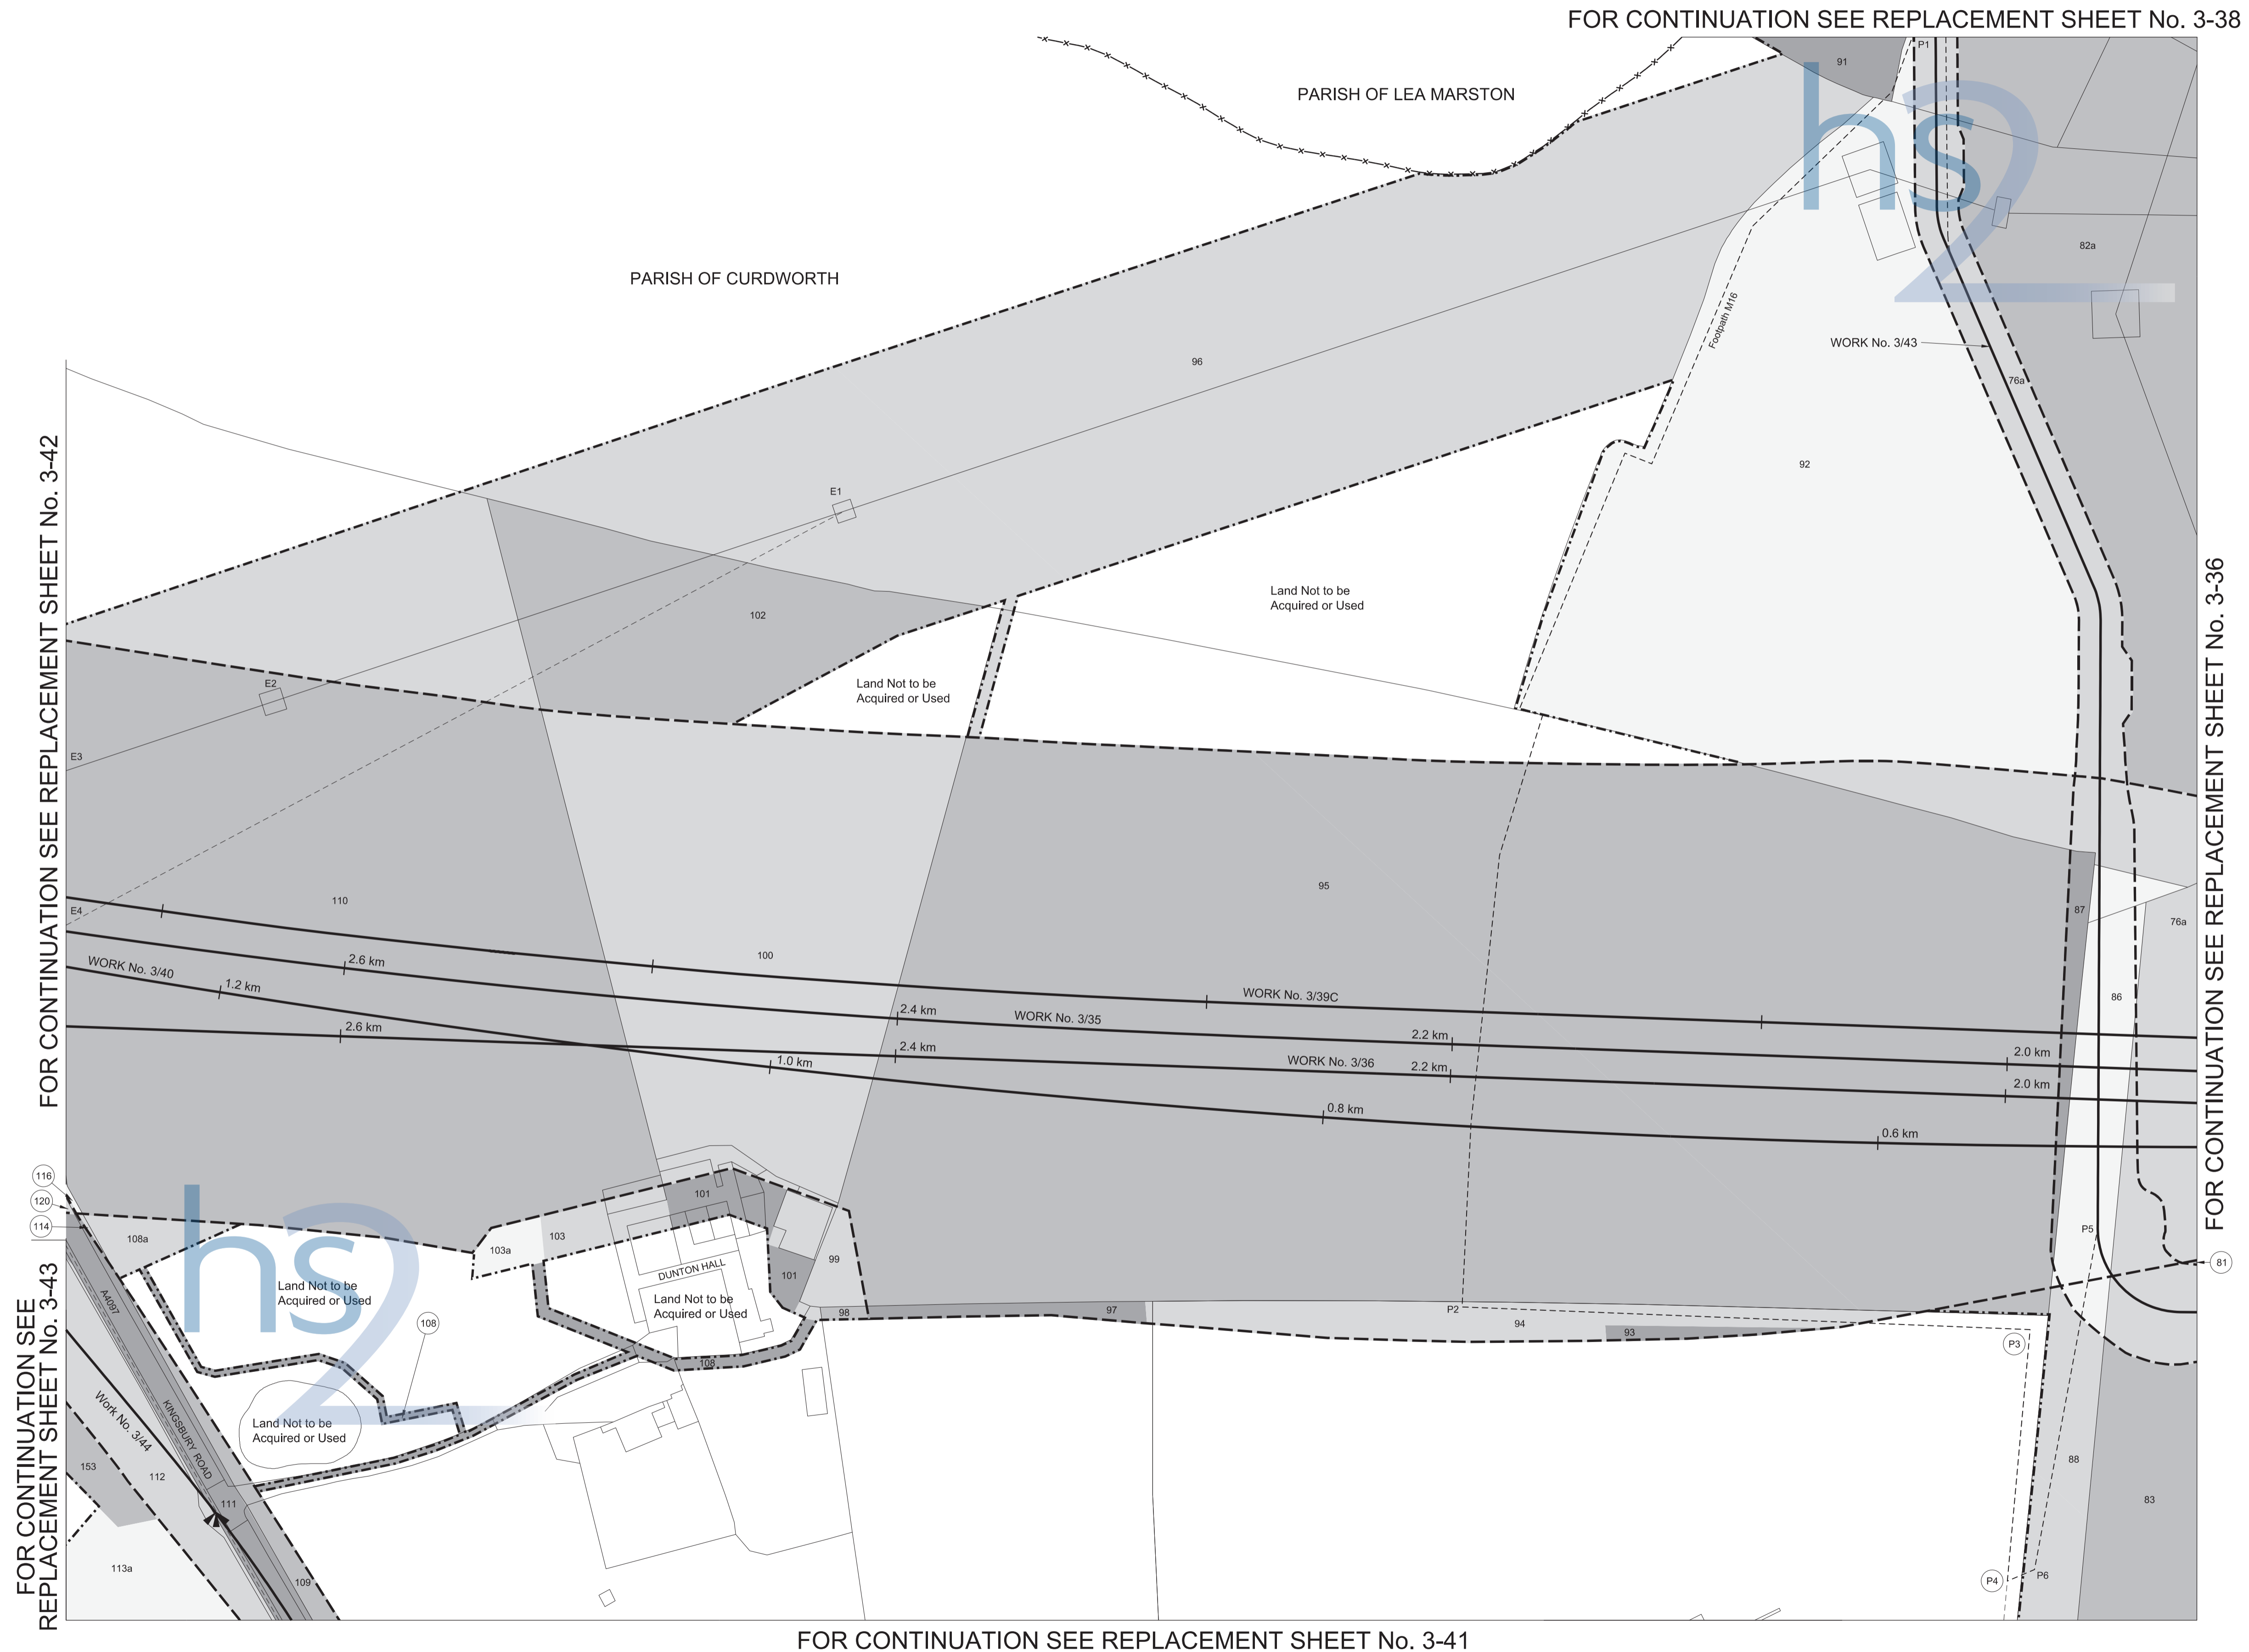 FOR CONTINUATION SEE REPLACEMENT SHEET No. 3-38
P1
91
PARISH OF LEA MARSTON
hs2
82a
PARISH OF CURDWORTH
Footpath M16
WORK No. 3/43
96
76a
FOR CONTINUATION SEE REPLACEMENT SHEET No. 3-42
92
E1
FOR CONTINUATION SEE REPLACEMENT SHEET No. 3-36
Land Not to be
Acquired or Used
102
E2
Land Not to be
Acquired or Used
E3
95
110
E4
87
76a
100
WORK No. 3/40
2.6 km
1.2 km
WORK No. 3/39C
86
2.4 km
WORK No. 3/35
2.6 km
2.2 km
2.4 km
2.0 km
1.0 km
WORK No. 3/36
2.2 km
2.0 km
0.8 km
0.6 km
116
120
114
101
P5
108a
hs2
103a
103
99
81
DUNTON HALL
101
Land Not to be
Acquired or Used
Land Not to be
Acquired or Used
A4097
98
97
P2
94
93
P3
108
108
FOR CONTINUATION SEE
REPLACEMENT SHEET No. 3-43
Work No. 3/44
KINGSBURY ROAD
Land Not to be
Acquired or Used
153
112
88
111
83
113a
109
P4
P6
FOR CONTINUATION SEE REPLACEMENT SHEET No. 3-41